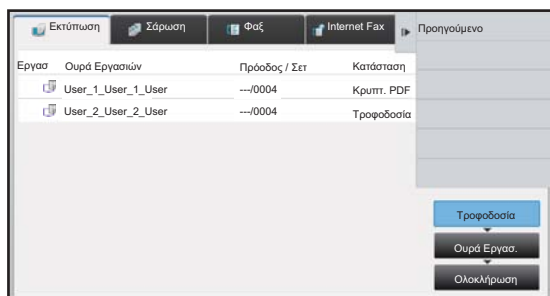 Εκτύπωση Σάρωση Φαξ Internet Fax Προηγούμενο
Εργασ Ουρά Εργασιών Πρόοδος / Σετ Κατάσταση
User_1_User_1_User ---/0004 Κρυπτ. PDF
User_2_User_2_User ---/0004 Τροφοδοσία
Τροφοδοσία
Ουρά Εργασ.
Ολοκλήρωση